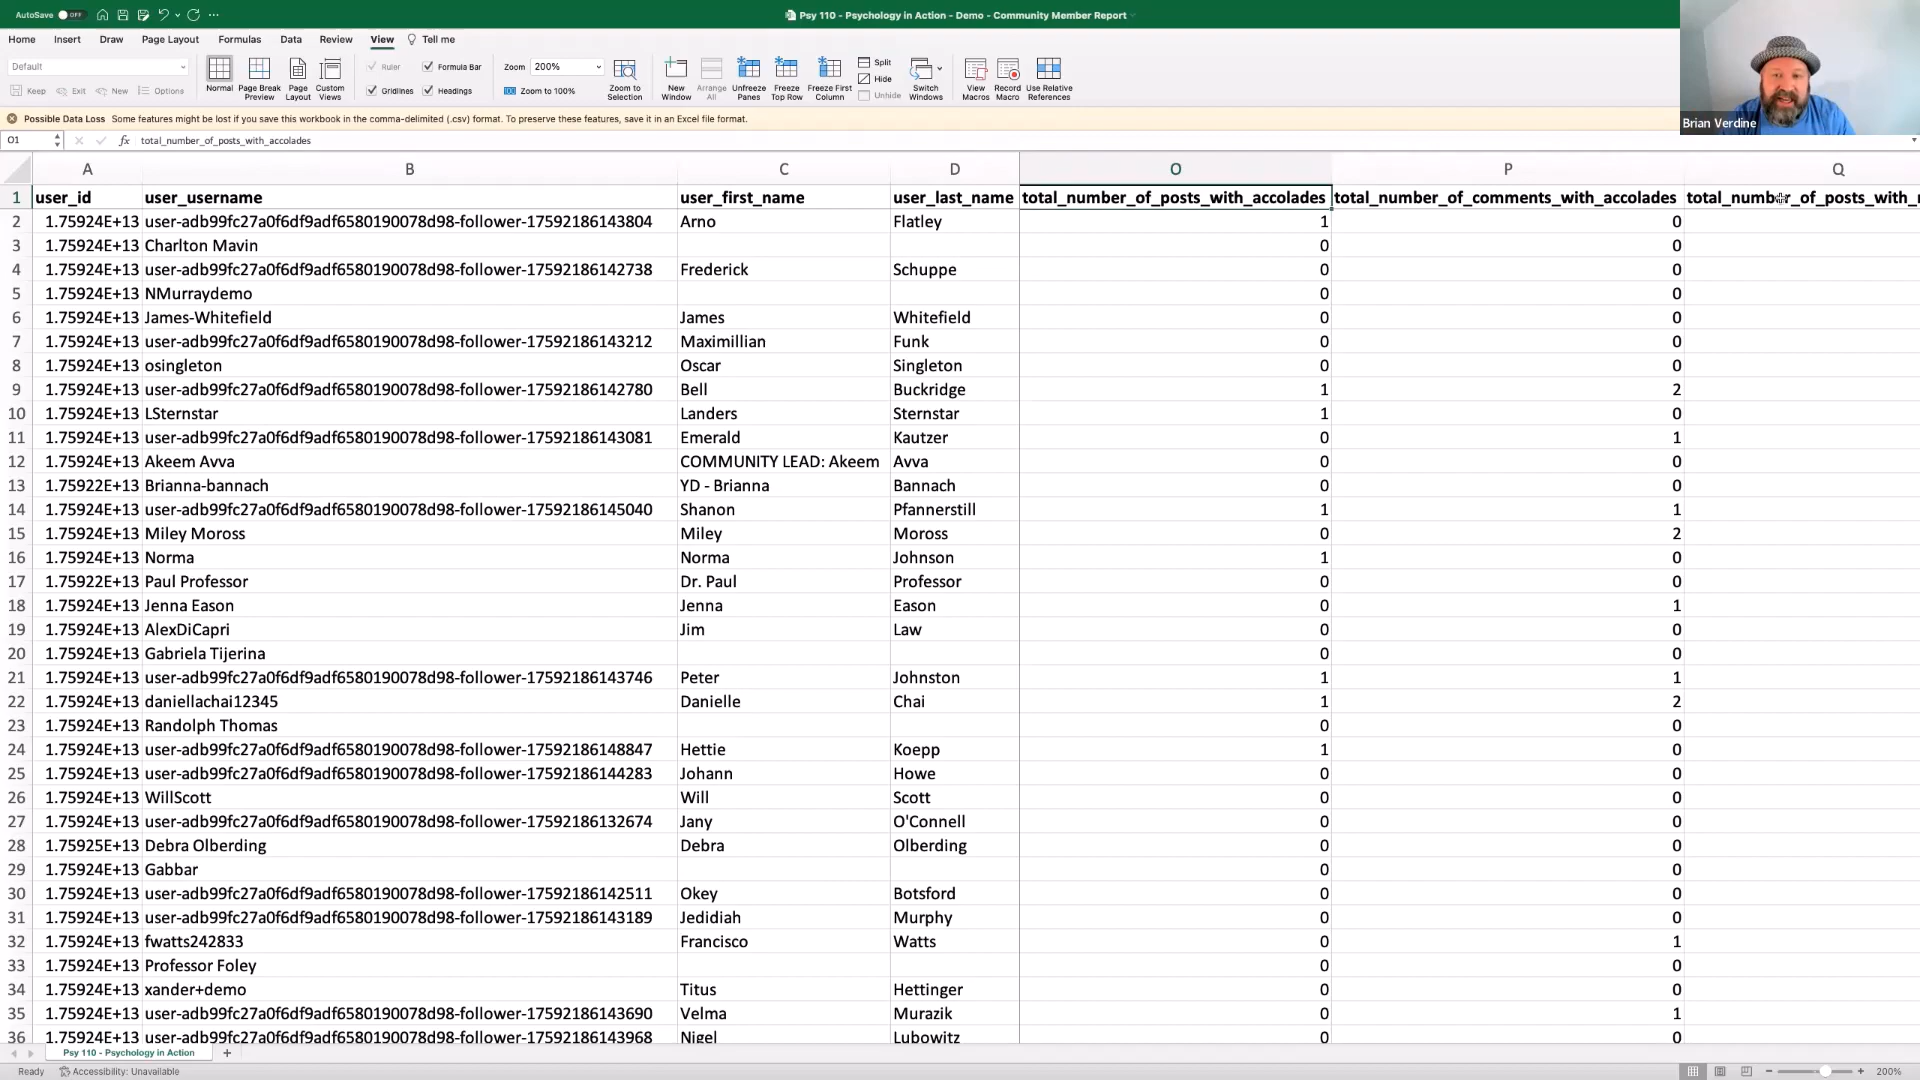 AutoSave OFF Psy 110 - Psychology in Action - Demo - Community Member Report
Home Insert Draw Page Layout Formulas Data Review View Tell me
Default
Keep Exit New Options
Normal Page Break Preview Page Layout Custom Views
Ruler Formula Bar
Gridlines Headings
Zoom 200%
Zoom to 100%
Zoom to Selection
New Window Arrange All Unfreeze Panes Freeze Top Row Freeze First Column
Split
Hide
Unhide
Switch Windows
View Macros Record Macro Use Relative References
Brian Verdine
Possible Data Loss Some features might be lost if you save this workbook in the comma-delimited (.csv) format. To preserve these features, save it in an Excel file format.
O1 fx total_number_of_posts_with_accolades
A B C D O P Q
1 user_id user_username user_first_name user_last_name total_number_of_posts_with_accolades total_number_of_comments_with_accolades total_number_of_posts_with_
2 1.75924E+13 user-adb99fc27a0f6df9adf6580190078d98-follower-17592186143804 Arno Flatley 1 0
3 1.75924E+13 Charlton Mavin 0 0
4 1.75924E+13 user-adb99fc27a0f6df9adf6580190078d98-follower-17592186142738 Frederick Schuppe 0 0
5 1.75924E+13 NMurraydemo 0 0
6 1.75924E+13 James-Whitefield James Whitefield 0 0
7 1.75924E+13 user-adb99fc27a0f6df9adf6580190078d98-follower-17592186143212 Maximillian Funk 0 0
8 1.75924E+13 osingleton Oscar Singleton 0 0
9 1.75924E+13 user-adb99fc27a0f6df9adf6580190078d98-follower-17592186142780 Bell Buckridge 1 2
10 1.75924E+13 LSternstar Landers Sternstar 1 0
11 1.75924E+13 user-adb99fc27a0f6df9adf6580190078d98-follower-17592186143081 Emerald Kautzer 0 1
12 1.75924E+13 Akeem Avva COMMUNITY LEAD: Akeem Avva 0 0
13 1.75922E+13 Brianna-bannach YD - Brianna Bannach 0 0
14 1.75924E+13 user-adb99fc27a0f6df9adf6580190078d98-follower-17592186145040 Shanon Pfannerstill 1 1
15 1.75924E+13 Miley Moross Miley Moross 0 2
16 1.75924E+13 Norma Norma Johnson 1 0
17 1.75922E+13 Paul Professor Dr. Paul Professor 0 0
18 1.75924E+13 Jenna Eason Jenna Eason 0 1
19 1.75924E+13 AlexDiCapri Jim Law 0 0
20 1.75924E+13 Gabriela Tijerina 0 0
21 1.75924E+13 user-adb99fc27a0f6df9adf6580190078d98-follower-17592186143746 Peter Johnston 1 1
22 1.75924E+13 daniellachai12345 Danielle Chai 1 2
23 1.75924E+13 Randolph Thomas 0 0
24 1.75924E+13 user-adb99fc27a0f6df9adf6580190078d98-follower-17592186148847 Hettie Koepp 1 0
25 1.75924E+13 user-adb99fc27a0f6df9adf6580190078d98-follower-17592186144283 Johann Howe 0 0
26 1.75924E+13 WillScott Will Scott 0 0
27 1.75924E+13 user-adb99fc27a0f6df9adf6580190078d98-follower-17592186132674 Jany O'Connell 0 0
28 1.75925E+13 Debra Olberding Debra Olberding 0 0
29 1.75924E+13 Gabbar 0 0
30 1.75924E+13 user-adb99fc27a0f6df9adf6580190078d98-follower-17592186142511 Okey Botsford 0 0
31 1.75924E+13 user-adb99fc27a0f6df9adf6580190078d98-follower-17592186143189 Jedidiah Murphy 0 0
32 1.75924E+13 fwatts242833 Francisco Watts 0 1
33 1.75924E+13 Professor Foley 0 0
34 1.75924E+13 xander+demo Titus Hettinger 0 0
35 1.75924E+13 user-adb99fc27a0f6df9adf6580190078d98-follower-17592186143690 Velma Murazik 0 1
36 1.75924E+13 user-adb99fc27a0f6df9adf6580190078d98-follower-17592186143968 Nigel Lubowitz 0 0
Psy 110 - Psychology in Action +
Ready Accessibility: Unavailable 200%